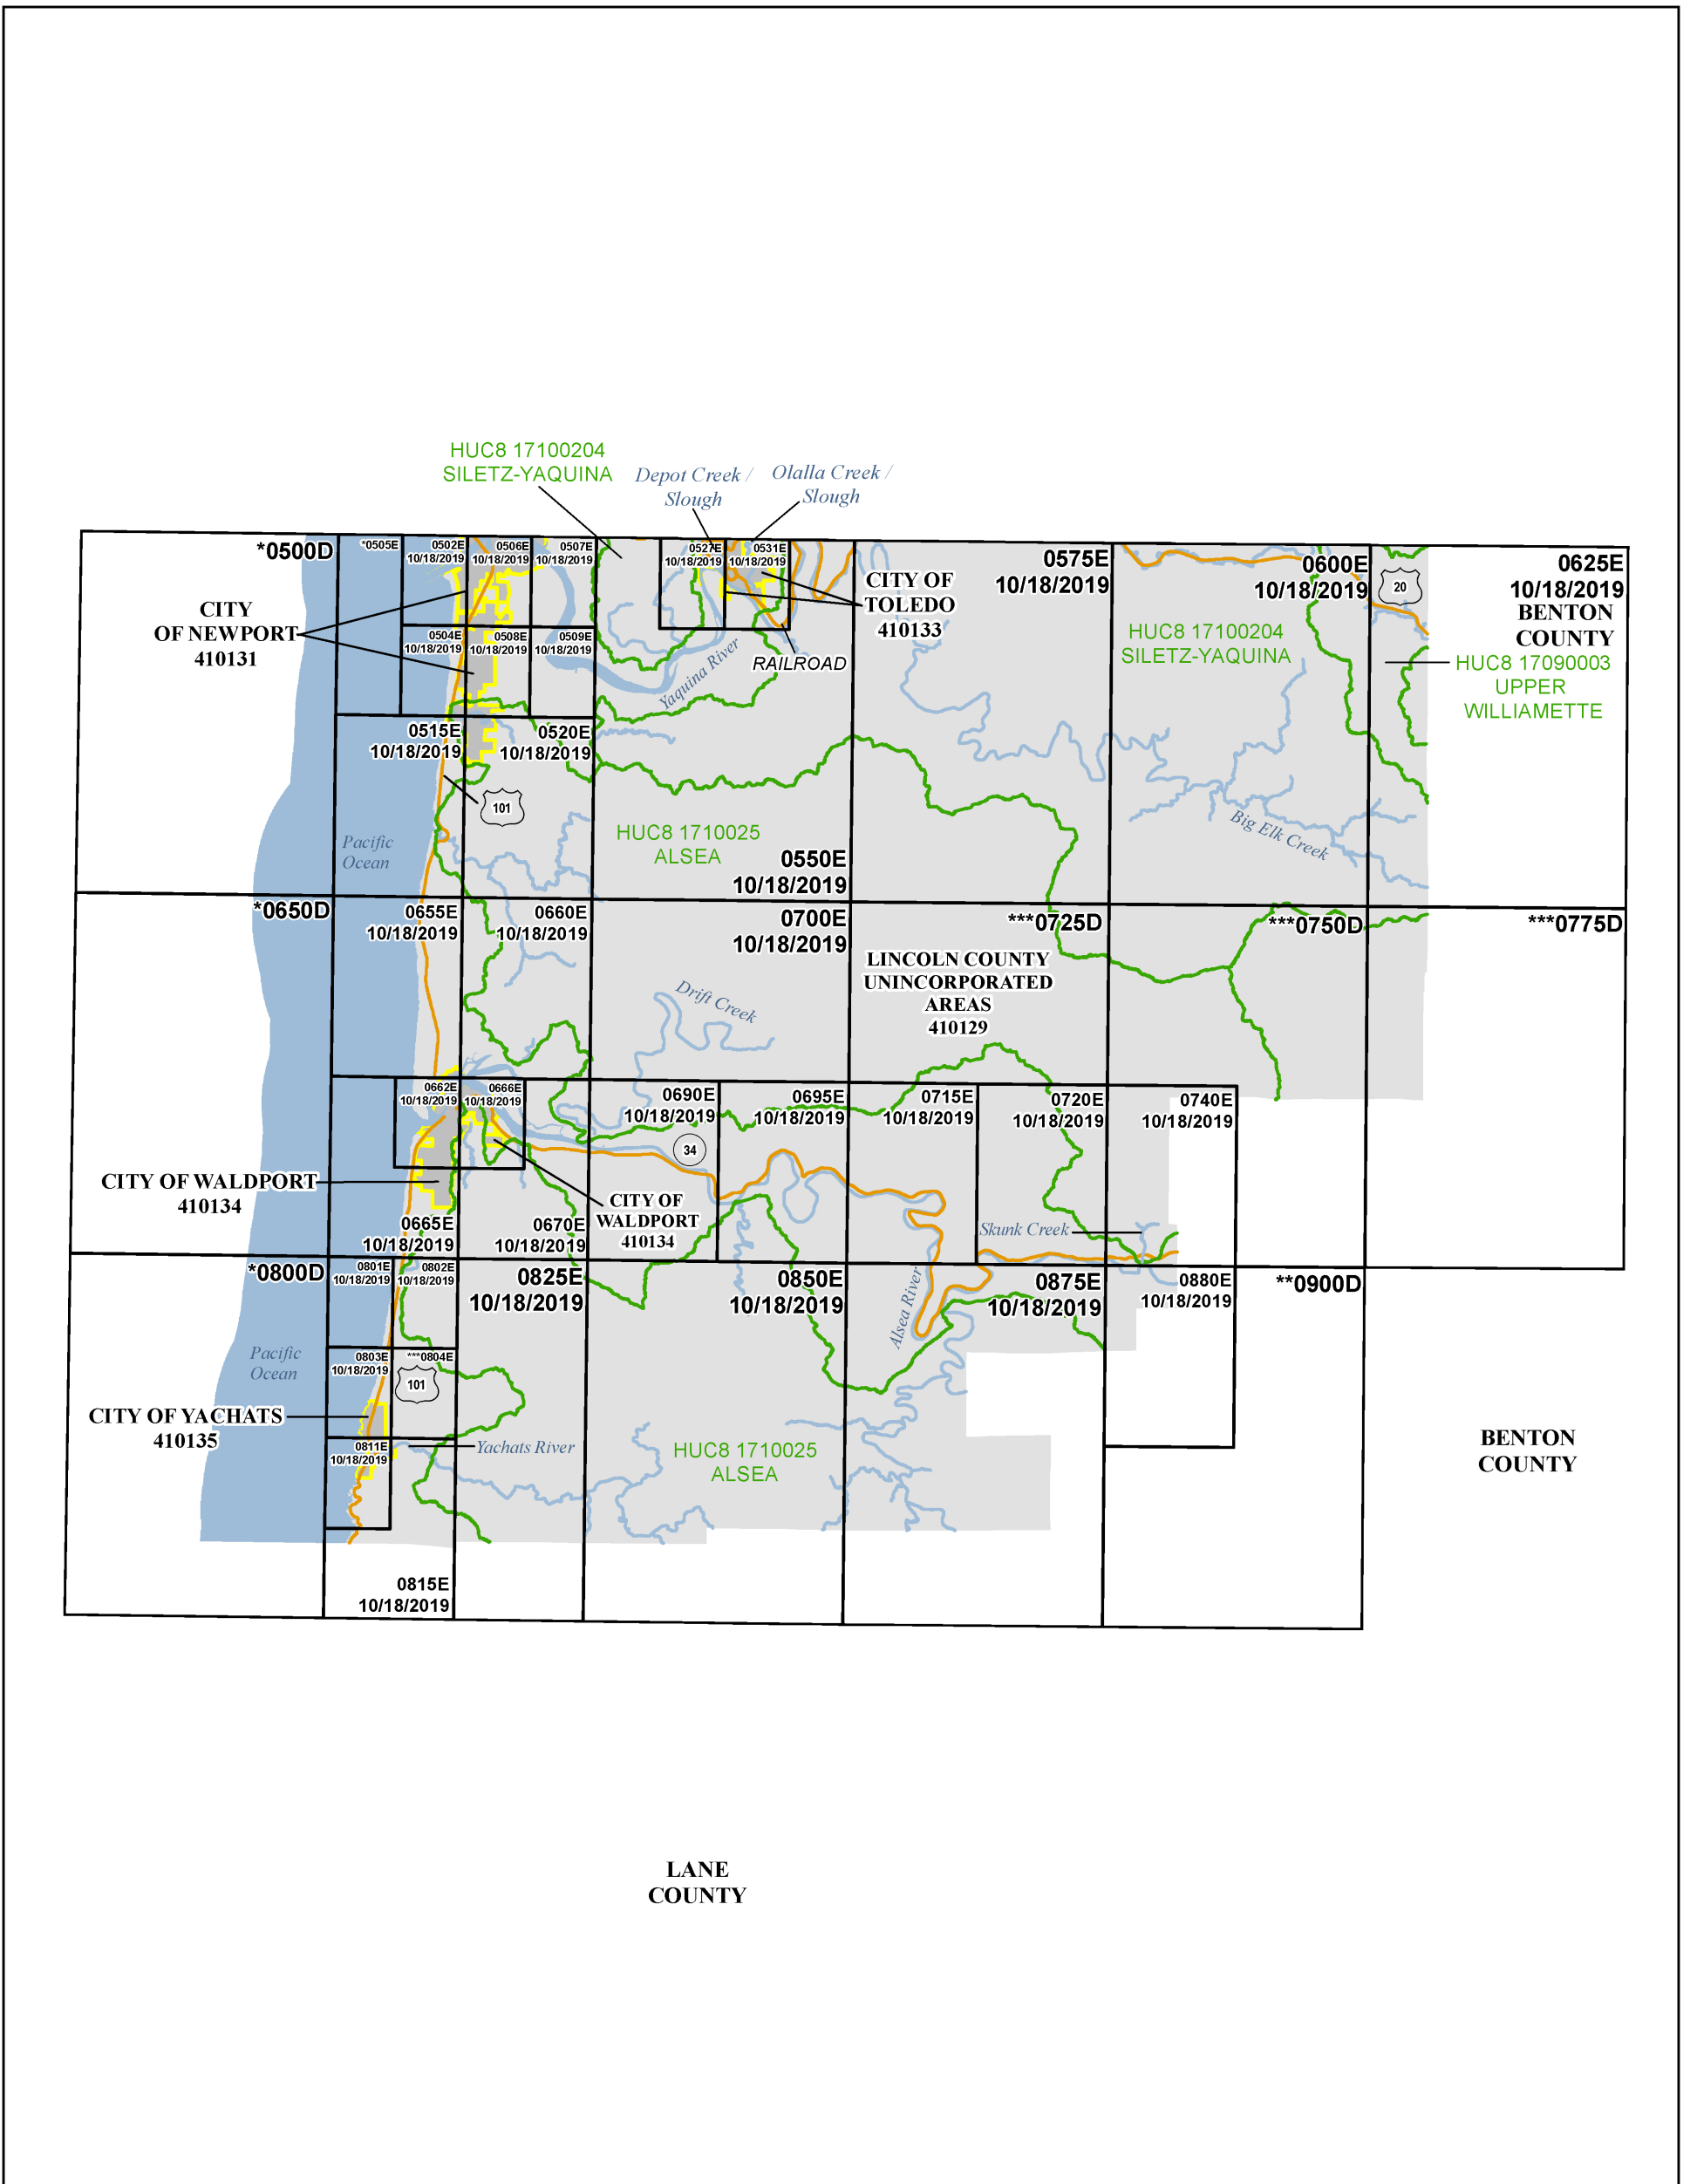 HUC8 17100204
SILETZ-YAQUINA
Depot Creek /
Slough
Olalla Creek /
Slough
*0500D
*0505E
0502E
10/18/2019
0506E
10/18/2019
0507E
10/18/2019
0527E
10/18/2019
0531E
10/18/2019
0575E
10/18/2019
0600E
10/18/2019
20
0625E
10/18/2019
BENTON
COUNTY
CITY
OF NEWPORT
410131
CITY OF
TOLEDO
410133
HUC8 17100204
SILETZ-YAQUINA
HUC8 17090003
UPPER
WILLIAMETTE
0504E
10/18/2019
0508E
10/18/2019
0509E
10/18/2019
Yaquina River
RAILROAD
0515E
10/18/2019
0520E
10/18/2019
101
Pacific
Ocean
HUC8 1710025
ALSEA
0550E
10/18/2019
Big Elk Creek
*0650D
0655E
10/18/2019
0660E
10/18/2019
0700E
10/18/2019
***0725D
***0750D
***0775D
LINCOLN COUNTY
UNINCORPORATED
AREAS
410129
Drift Creek
0662E
10/18/2019
0666E
10/18/2019
0690E
10/18/2019
0695E
10/18/2019
0715E
10/18/2019
0720E
10/18/2019
0740E
10/18/2019
34
CITY OF WALDPORT
410134
CITY OF
WALDPORT
410134
0665E
10/18/2019
0670E
10/18/2019
Skunk Creek
*0800D
0801E
10/18/2019
0802E
10/18/2019
0825E
10/18/2019
0850E
10/18/2019
Alsea River
0875E
10/18/2019
0880E
10/18/2019
**0900D
Pacific
Ocean
0803E
10/18/2019
***0804E
101
CITY OF YACHATS
410135
0811E
10/18/2019
Yachats River
HUC8 1710025
ALSEA
BENTON
COUNTY
0815E
10/18/2019
LANE
COUNTY